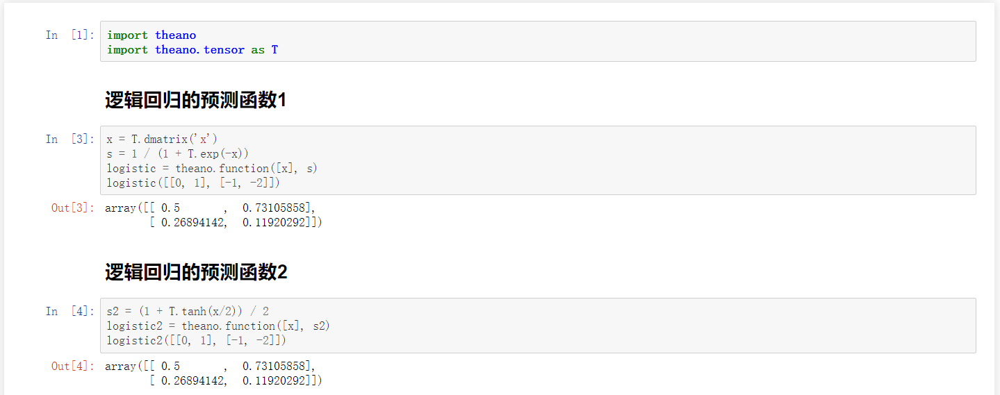 In [1]: import theano
import theano.tensor as T
逻辑回归的预测函数1
In [3]: x = T.dmatrix('x')
s = 1 / (1 + T.exp(-x))
logistic = theano.function([x], s)
logistic([[0, 1], [-1, -2]])
Out[3]: array([[ 0.5       ,  0.73105858],
[ 0.26894142,  0.11920292]])
逻辑回归的预测函数2
In [4]: s2 = (1 + T.tanh(x/2)) / 2
logistic2 = theano.function([x], s2)
logistic2([[0, 1], [-1, -2]])
Out[4]: array([[ 0.5       ,  0.73105858],
[ 0.26894142,  0.11920292]])